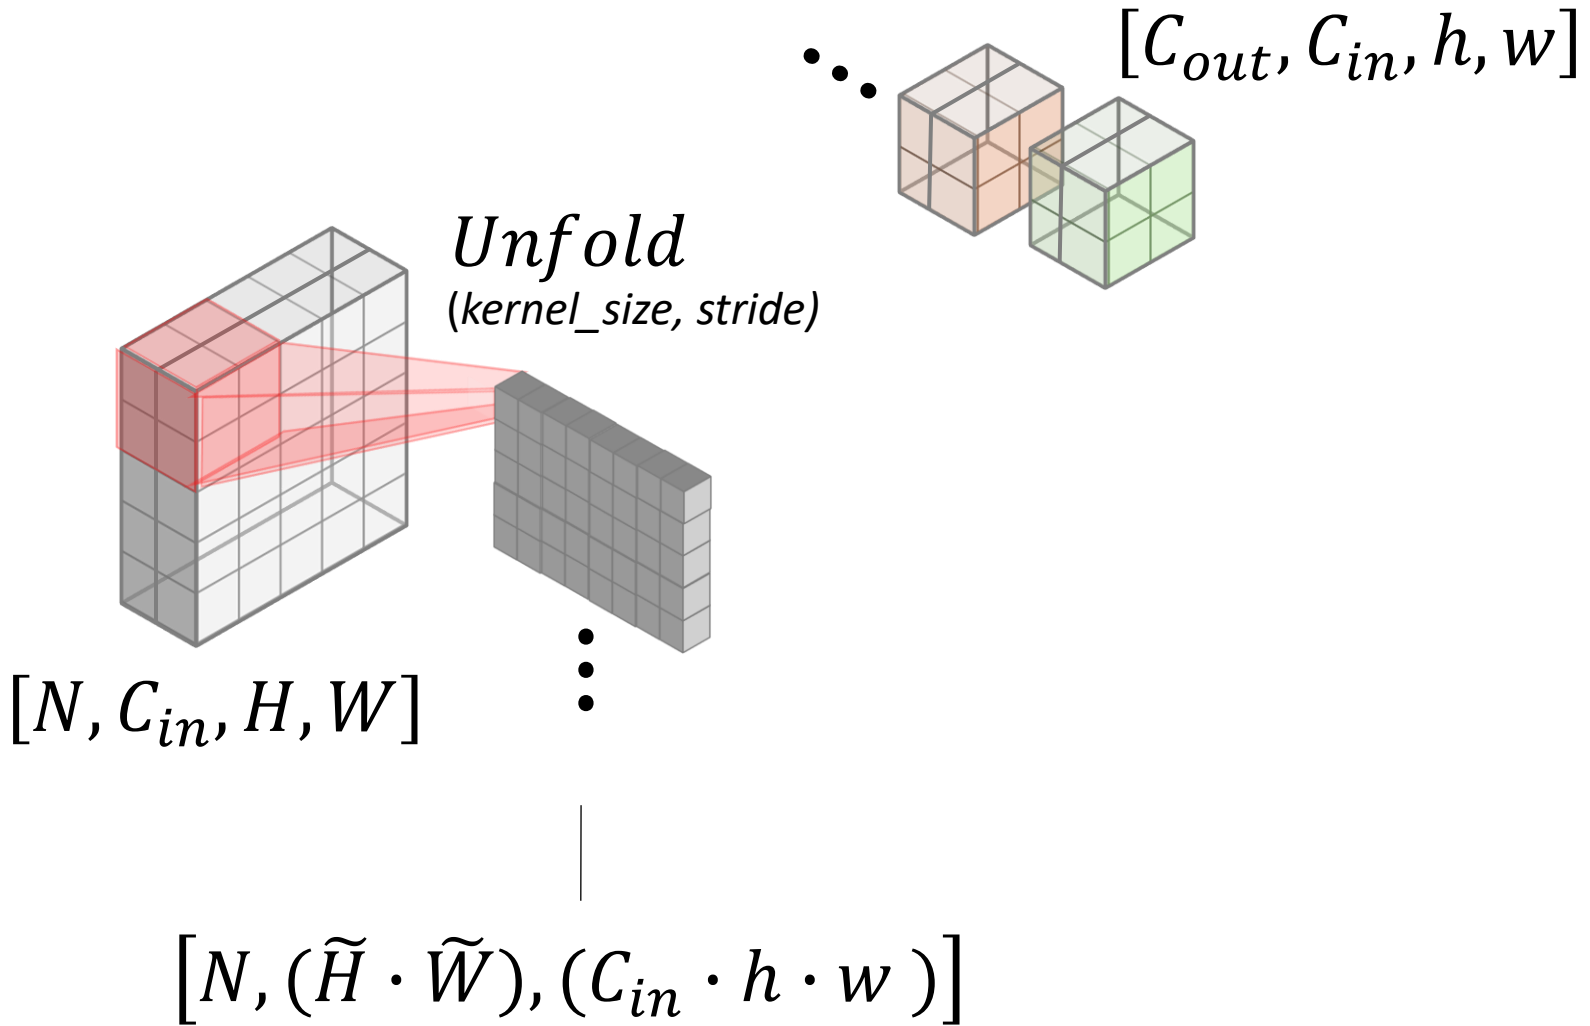 [C_out, C_in, h, w]
Unfold
(kernel_size, stride)
[N, C_in, H, W]
[N, (H̃ · W̃), (C_in · h · w )]